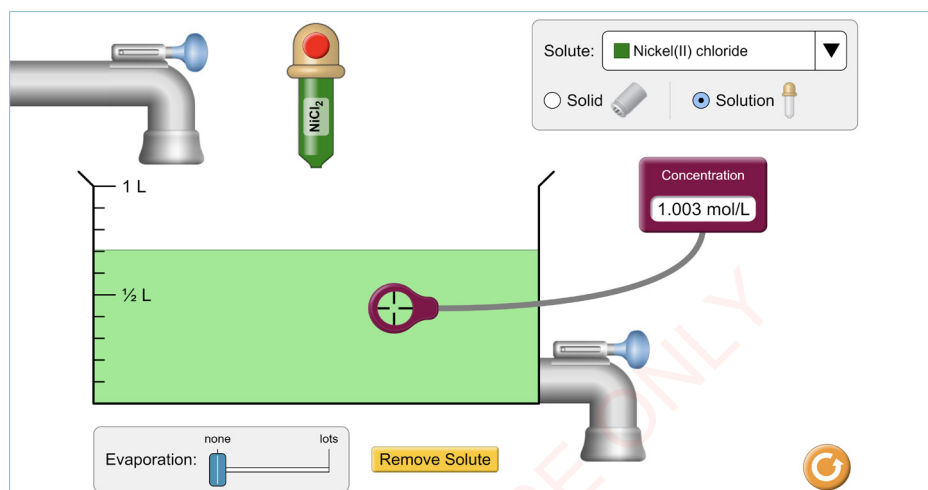 Solute:
Nickel(II) chloride
Solid
Solution
NiCl₂
Concentration
1.003 mol/L
1 L
½ L
none
lots
Evaporation:
Remove Solute
ONLY